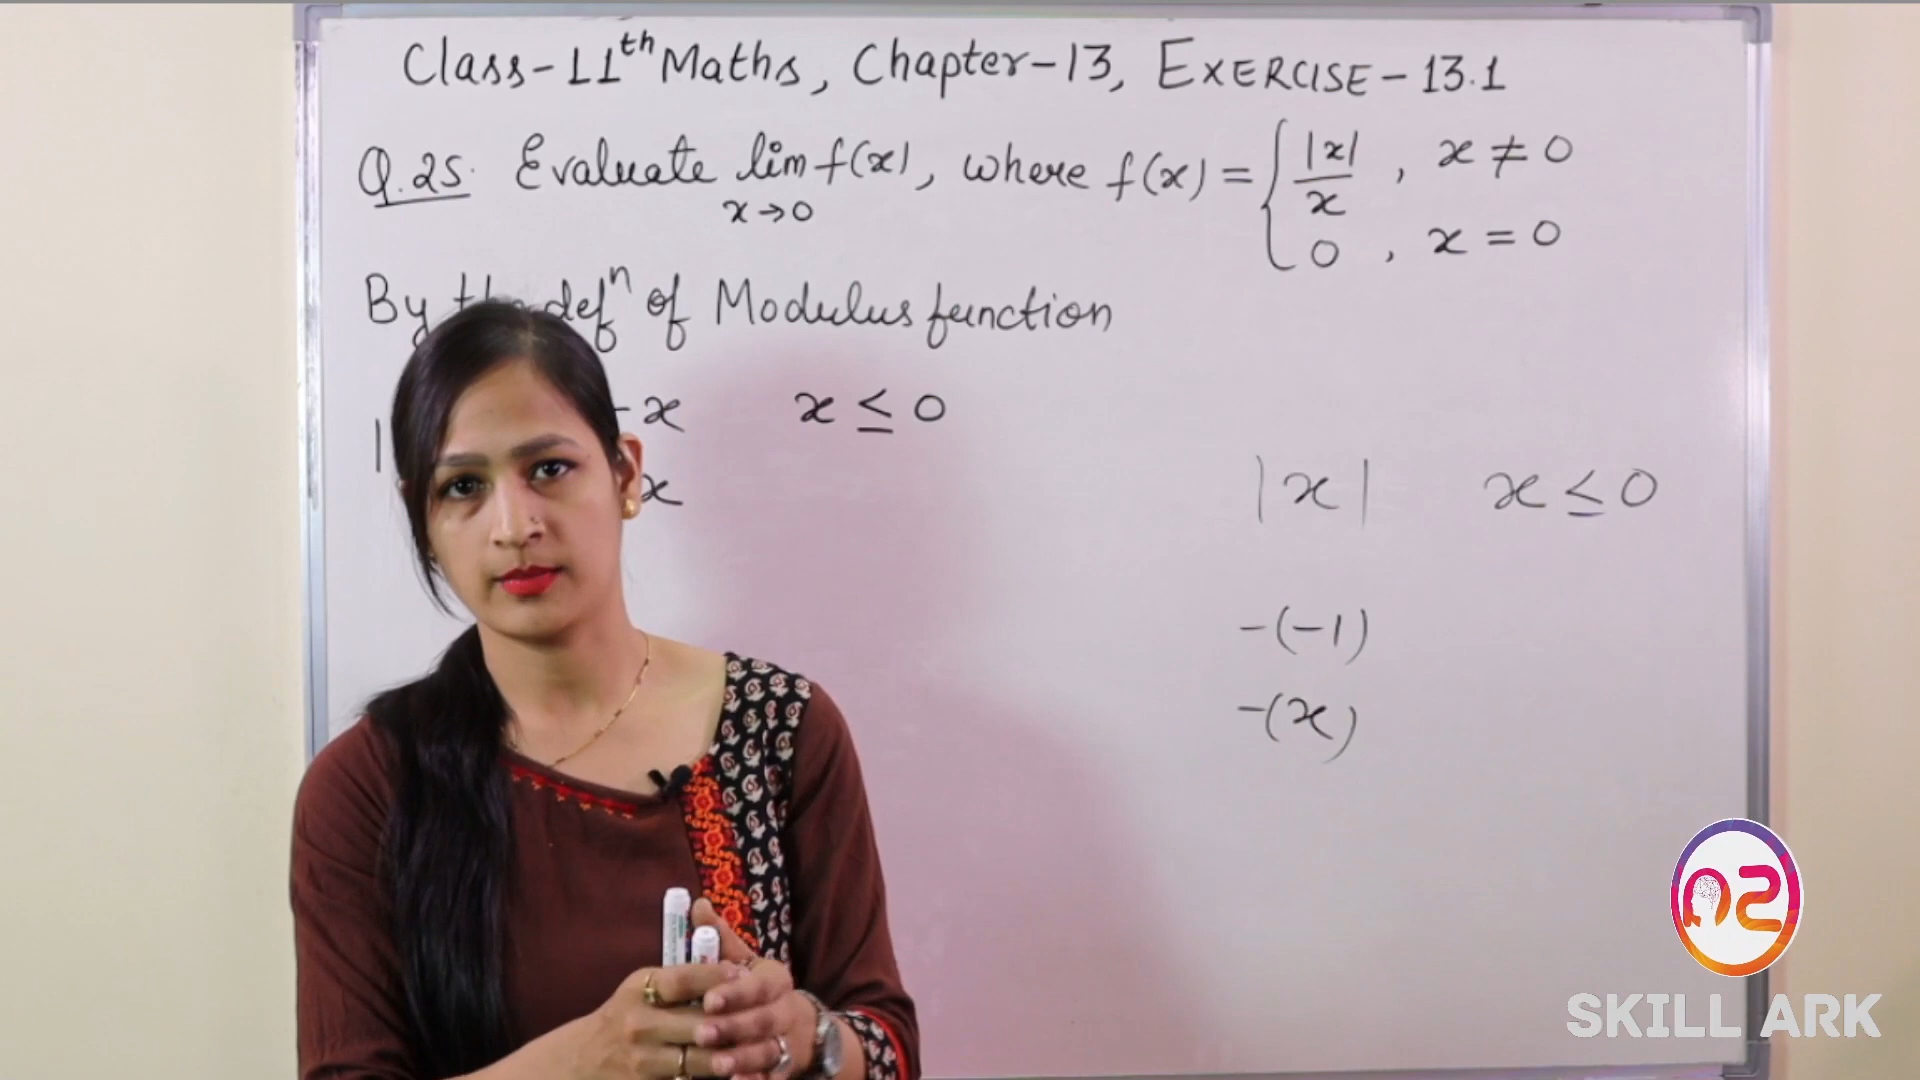 Class-11th Maths, Chapter-13, EXERCISE-13.1
Q.25. Evaluate lim f(x), where f(x) = { |x| , x ≠ 0
x→0 x
0 , x = 0
By the defn of Modulus function
-x x ≤ 0
x
|x| x ≤ 0
-(-1)
-(x)
SKILL ARK